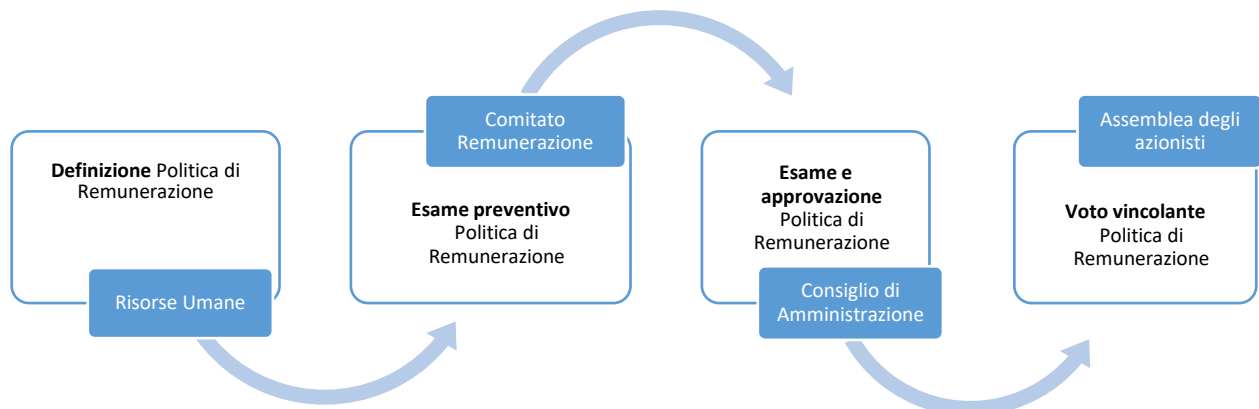 Definizione Politica di
Remunerazione
Risorse Umane
Comitato
Remunerazione
Esame preventivo
Politica di
Remunerazione
Esame e
approvazione
Politica di
Remunerazione
Consiglio di
Amministrazione
Assemblea degli
azionisti
Voto vincolante
Politica di
Remunerazione